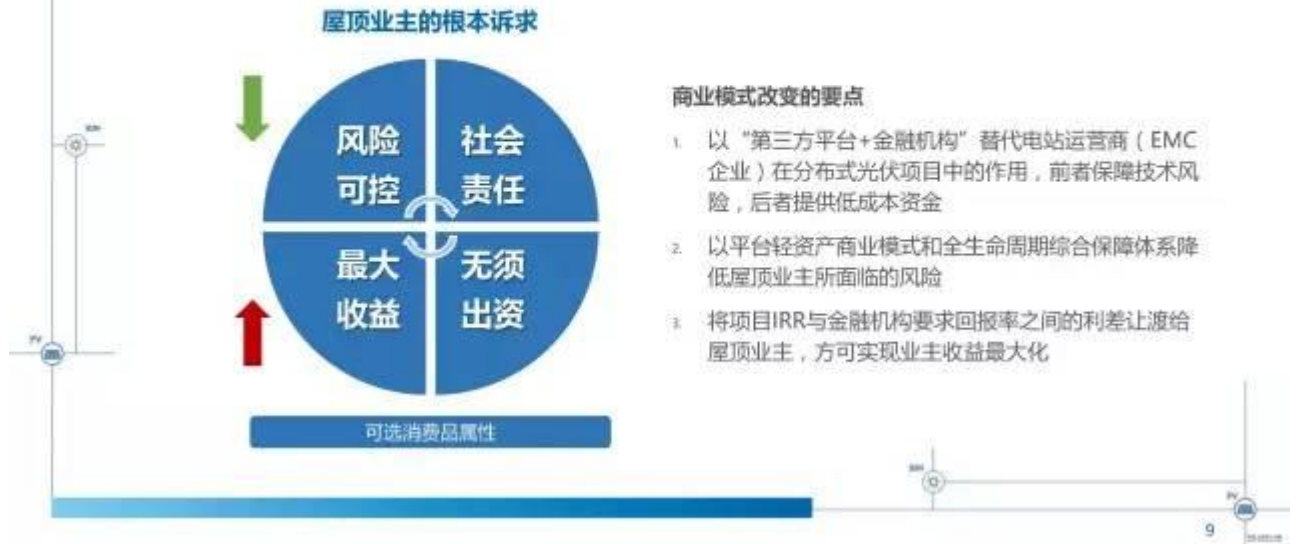 屋顶业主的根本诉求
风险
可控
社会
责任
最大
收益
无须
出资
可选消费品属性
商业模式改变的要点
1. 以“第三方平台+金融机构”替代电站运营商（EMC
企业）在分布式光伏项目中的作用，前者保障技术风
险，后者提供低成本资金
2. 以平台轻资产商业模式和全生命周期综合保障体系降
低屋顶业主所面临的风险
3. 将项目IRR与金融机构要求回报率之间的利差让渡给
屋顶业主，方可实现业主收益最大化
PV
PV
9